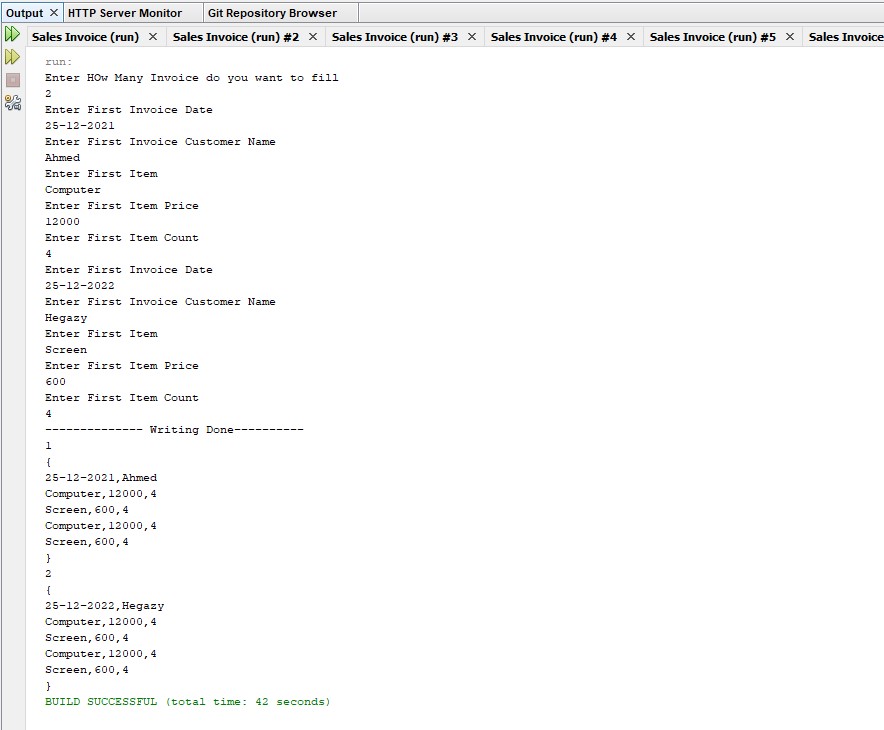 Output HTTP Server Monitor Git Repository Browser
Sales Invoice (run) Sales Invoice (run) #2 Sales Invoice (run) #3 Sales Invoice (run) #4 Sales Invoice (run) #5 Sales Invoice
run:
Enter HOw Many Invoice do you want to fill
2
Enter First Invoice Date
25-12-2021
Enter First Invoice Customer Name
Ahmed
Enter First Item
Computer
Enter First Item Price
12000
Enter First Item Count
4
Enter First Invoice Date
25-12-2022
Enter First Invoice Customer Name
Hegazy
Enter First Item
Screen
Enter First Item Price
600
Enter First Item Count
4
-------------- Writing Done----------
1
{
25-12-2021,Ahmed
Computer,12000,4
Screen,600,4
Computer,12000,4
Screen,600,4
}
2
{
25-12-2022,Hegazy
Computer,12000,4
Screen,600,4
Computer,12000,4
Screen,600,4
}
BUILD SUCCESSFUL (total time: 42 seconds)